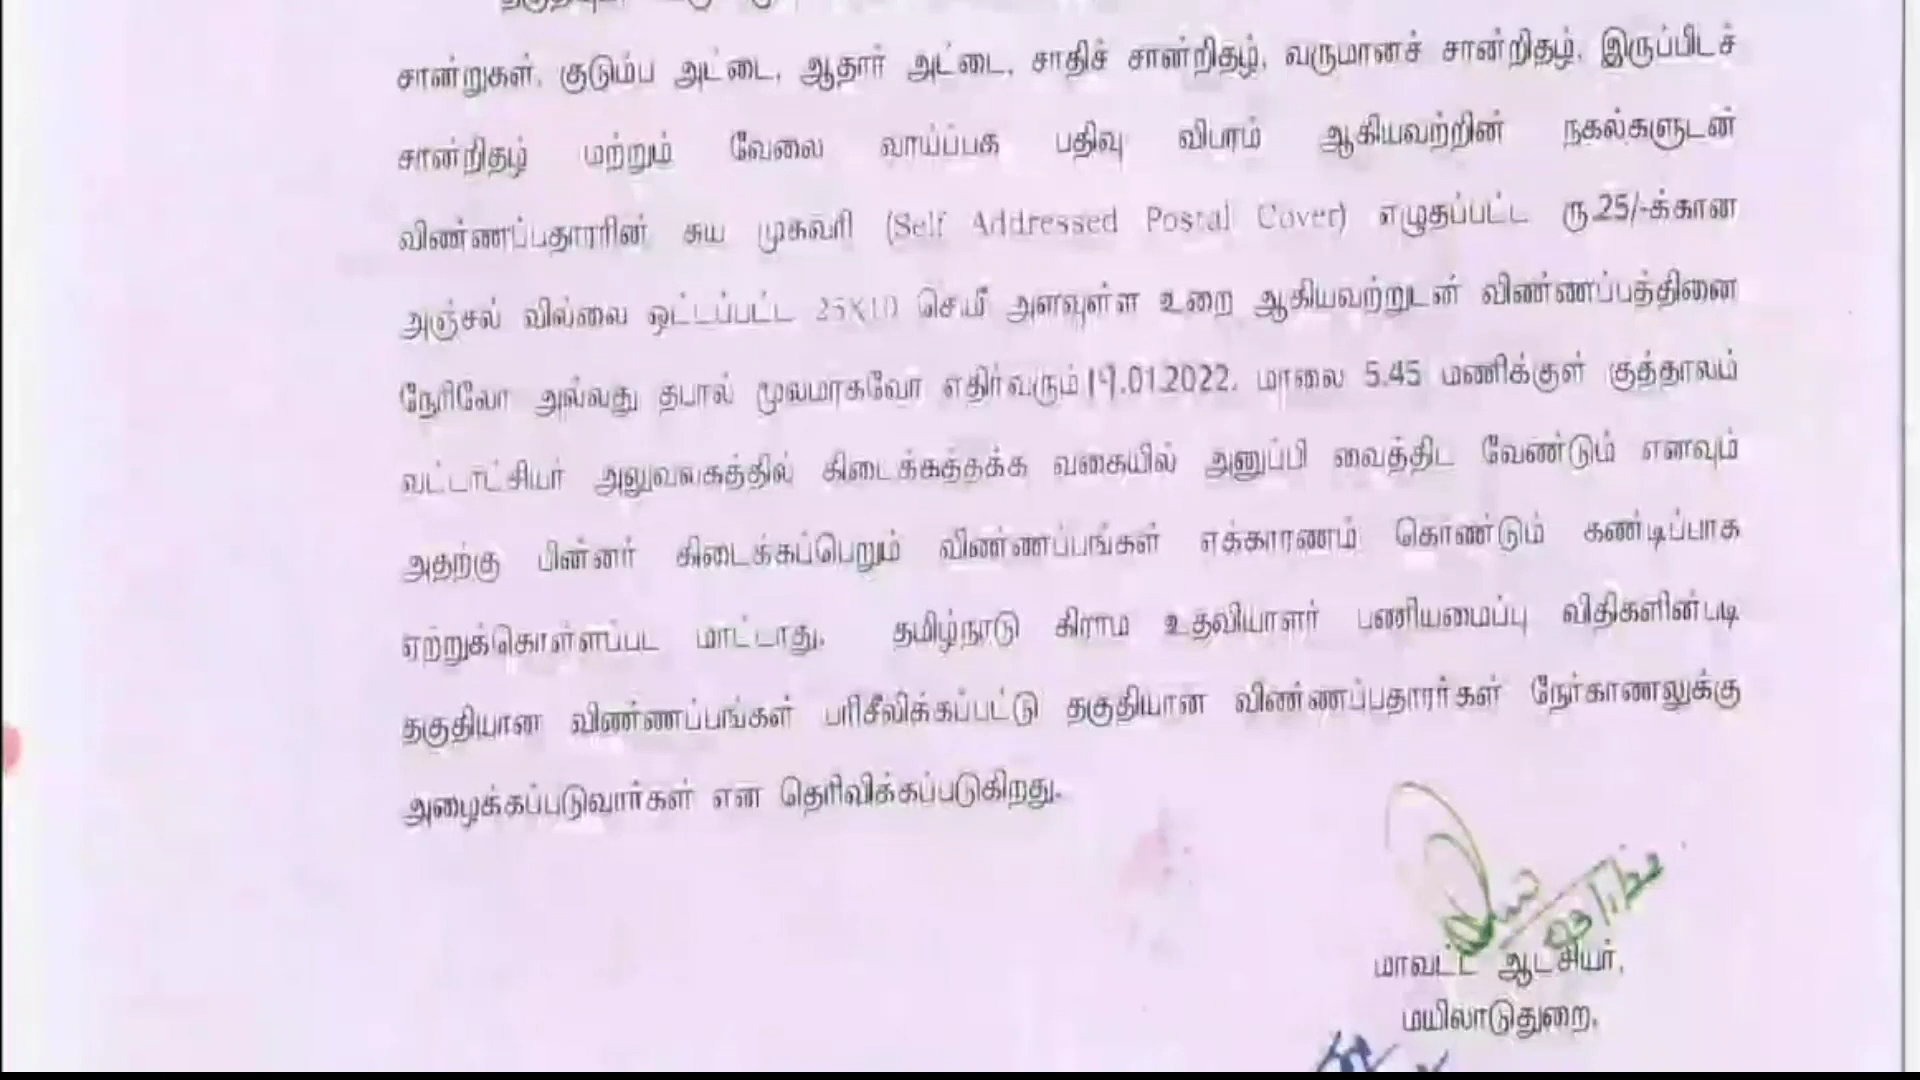 சான்றுகள், குடும்ப அட்டை, ஆதார் அட்டை, சாதிச் சான்றிதழ், வருமானச் சான்றிதழ், இருப்பிடச்
சான்றிதழ் மற்றும் வேலை வாய்ப்பக பதிவு விபரம் ஆகியவற்றின் நகல்களுடன்
விண்ணப்பதாரரின் சுய முகவரி (Self Addressed Postal Cover) எழுதப்பட்ட ரூ.25/-க்கான
அஞ்சல் வில்லை ஒட்டப்பட்ட 25X10 செ.மீ அளவுள்ள உறை ஆகியவற்றுடன் விண்ணப்பத்தினை
நேரிலோ அல்லது தபால் மூலமாகவோ எதிர்வரும் 19.01.2022, மாலை 5.45 மணிக்குள் குத்தாலம்
வட்டாட்சியர் அலுவலகத்தில் கிடைக்கத்தக்க வகையில் அனுப்பி வைத்திட வேண்டும் எனவும்
அதற்கு பின்னர் கிடைக்கப்பெறும் விண்ணப்பங்கள் எக்காரணம் கொண்டும் கண்டிப்பாக
ஏற்றுக்கொள்ளப்பட மாட்டாது. தமிழ்நாடு கிராம உதவியாளர் பணியமைப்பு விதிகளின்படி
தகுதியான விண்ணப்பங்கள் பரிசீலிக்கப்பட்டு தகுதியான விண்ணப்பதாரர்கள் நேர்காணலுக்கு
அழைக்கப்படுவார்கள் என தெரிவிக்கப்படுகிறது.
03/1/22
மாவட்ட ஆட்சியர்,
மயிலாடுதுறை.